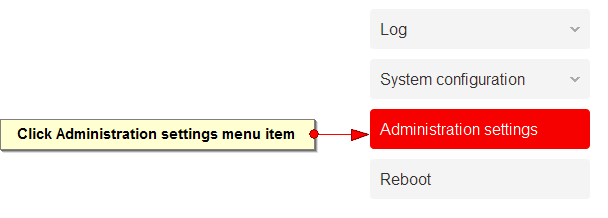 Log
System configuration
Click Administration settings menu item
Administration settings
Reboot